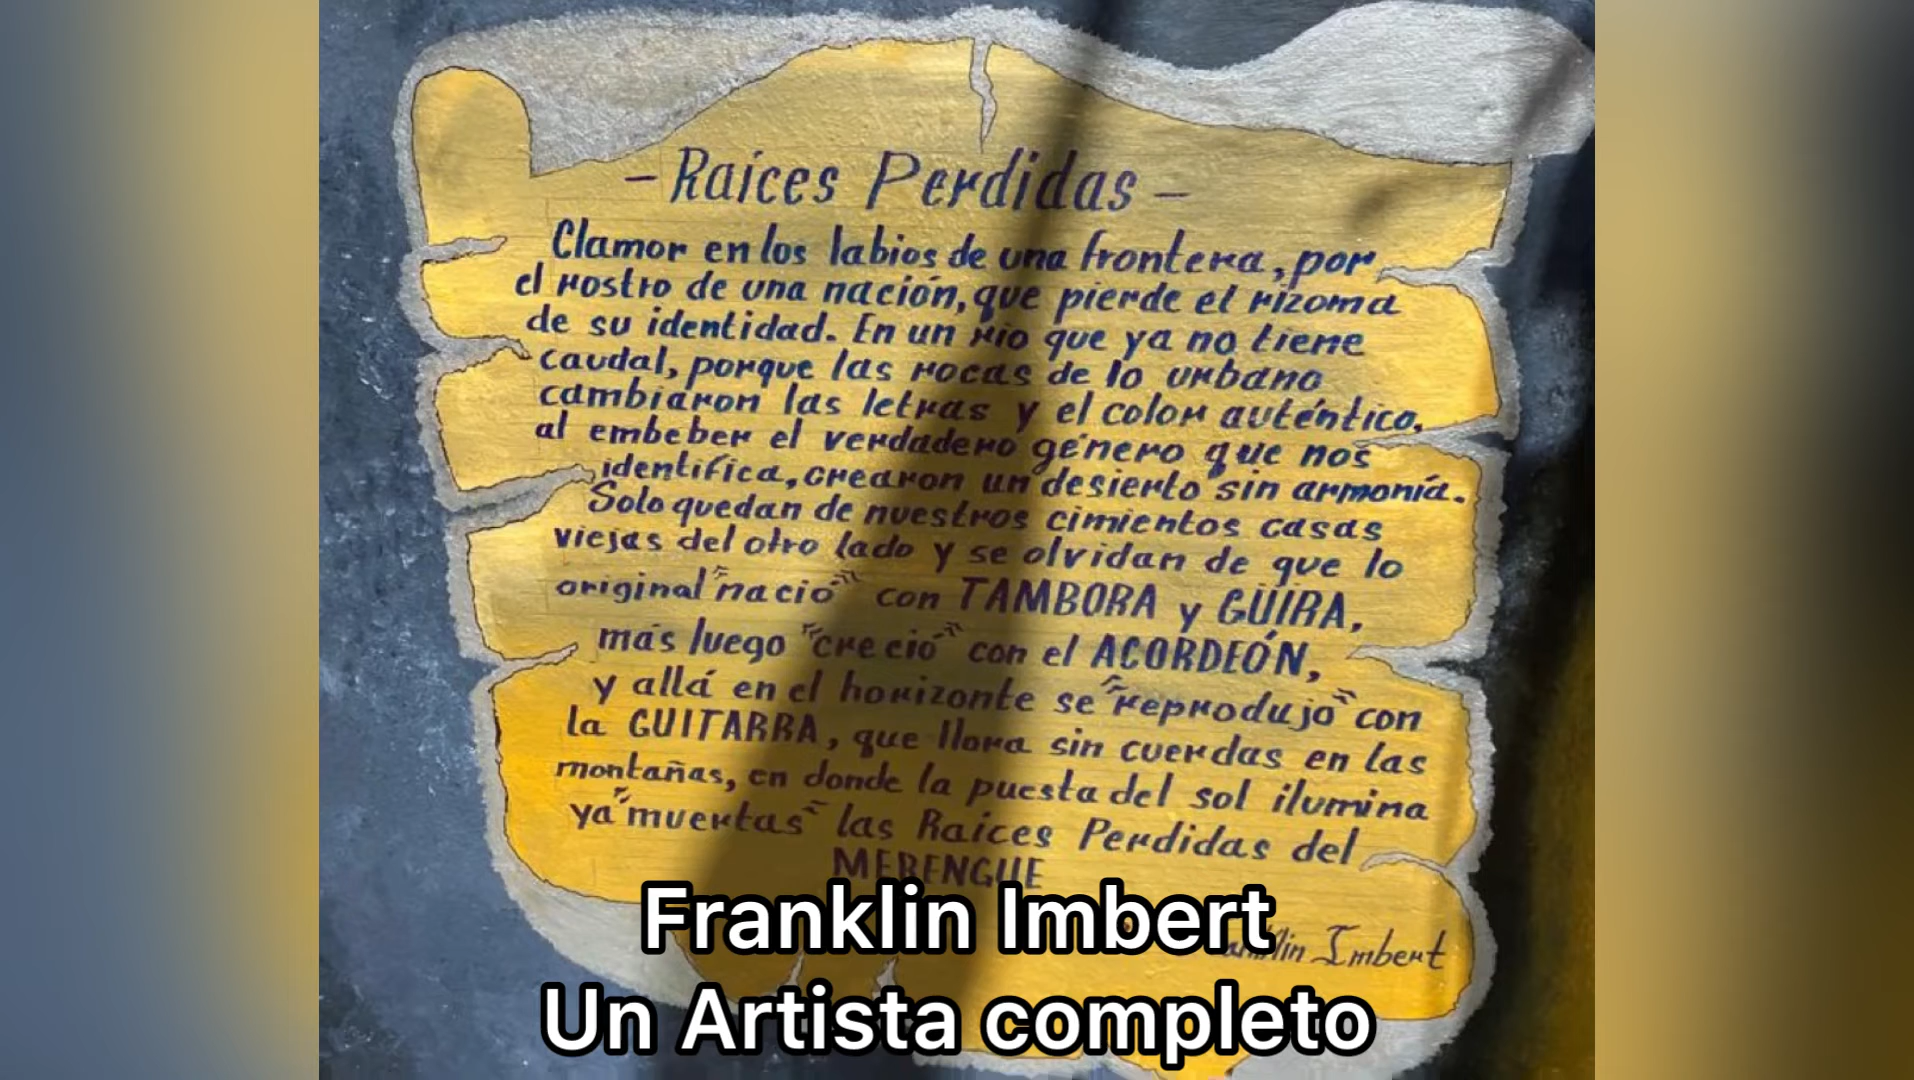 - Raíces Perdidas -
Clamor en los labios de una frontera, por
el rostro de una nación, que pierde el rizoma
de su identidad. En un río que ya no tiene
caudal, porque las rocas de lo urbano
cambiaron las letras y el color auténtico,
al embeber el verdadero género que nos
identifica, crearon un desierto sin armonía.
Solo quedan de nuestros cimientos casas
viejas del otro lado y se olvidan de que lo
original "nació" con TAMBORA y GÜIRA,
más luego "creció" con el ACORDEÓN,
y allá en el horizonte se "reprodujo" con
la GUITARRA, que llora sin cuerdas en las
montañas, en donde la puesta del sol ilumina
ya "muertas" las Raíces Perdidas del
MERENGUE
Imbert
Franklin Imbert
Un Artista completo